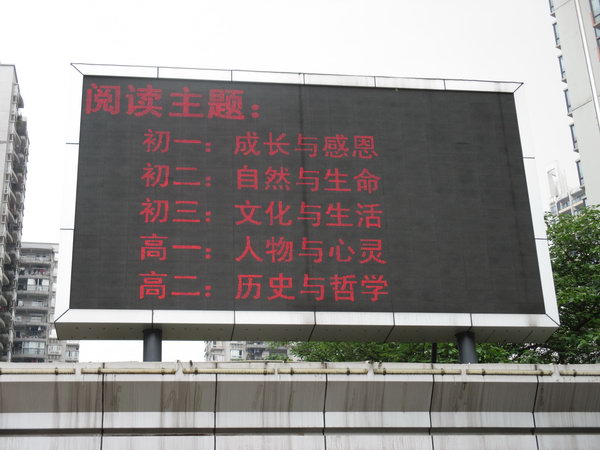 阅读主题：
初一：成长与感恩
初二：自然与生命
初三：文化与生活
高一：人物与心灵
高二：历史与哲学